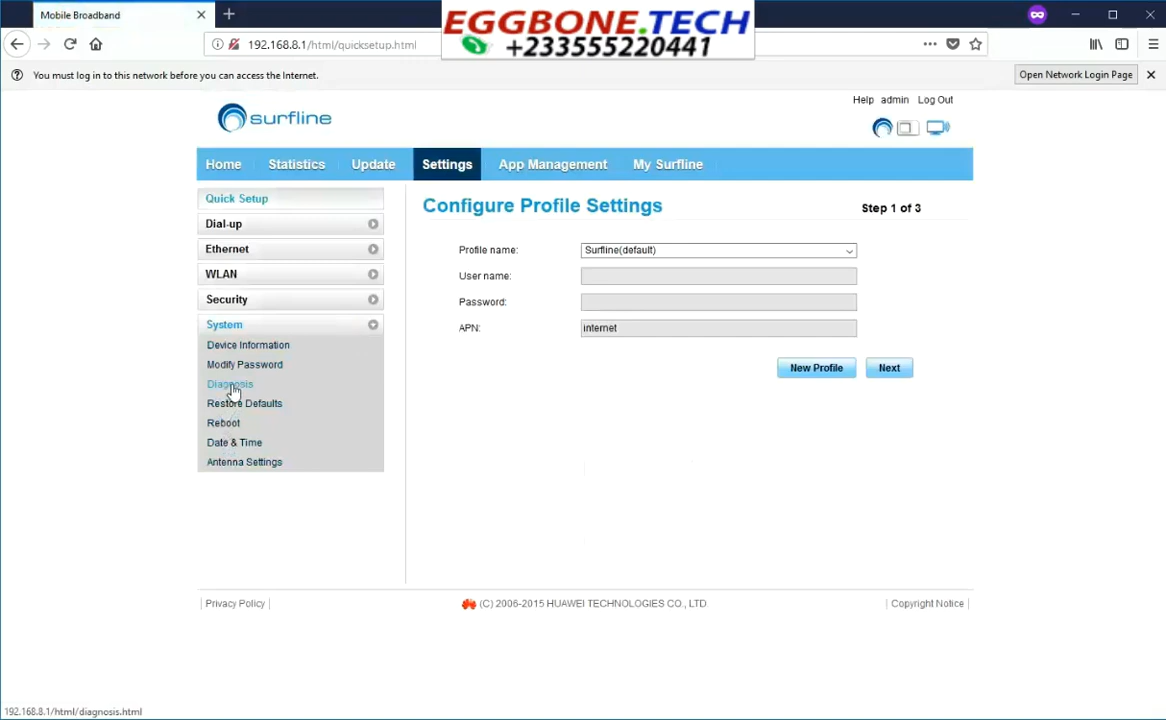 Mobile Broadband
EGGBONE.TECH
+233555220441
192.168.8.1/html/quicksetup.html
You must log in to this network before you can access the Internet.
Open Network Login Page
Help admin Log Out
surfline
Home Statistics Update Settings App Management My Surfline
Quick Setup
Dial-up
Ethernet
WLAN
Security
System
Device Information
Modify Password
Diagnosis
Restore Defaults
Reboot
Date & Time
Antenna Settings
Configure Profile Settings
Step 1 of 3
Profile name: Surfline(default)
User name:
Password:
APN: internet
New Profile Next
Privacy Policy
(C) 2006-2015 HUAWEI TECHNOLOGIES CO., LTD
Copyright Notice
192.168.8.1/html/diagnosis.html